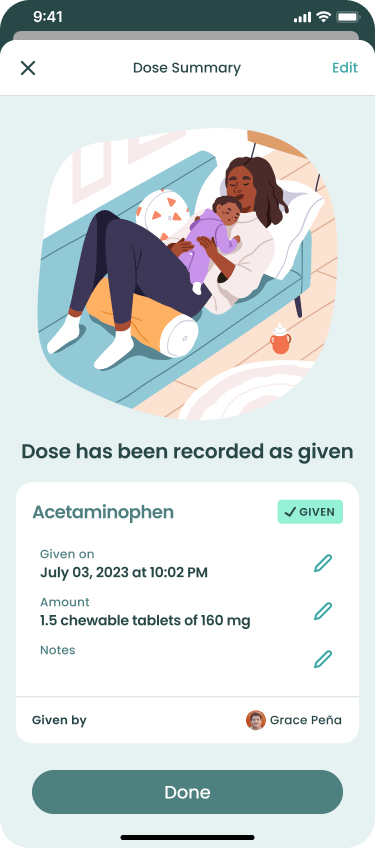 9:41
Dose Summary
Edit
Dose has been recorded as given
Acetaminophen
GIVEN
Given on
July 03, 2023 at 10:02 PM
Amount
1.5 chewable tablets of 160 mg
Notes
Given by
Grace Peña
Done